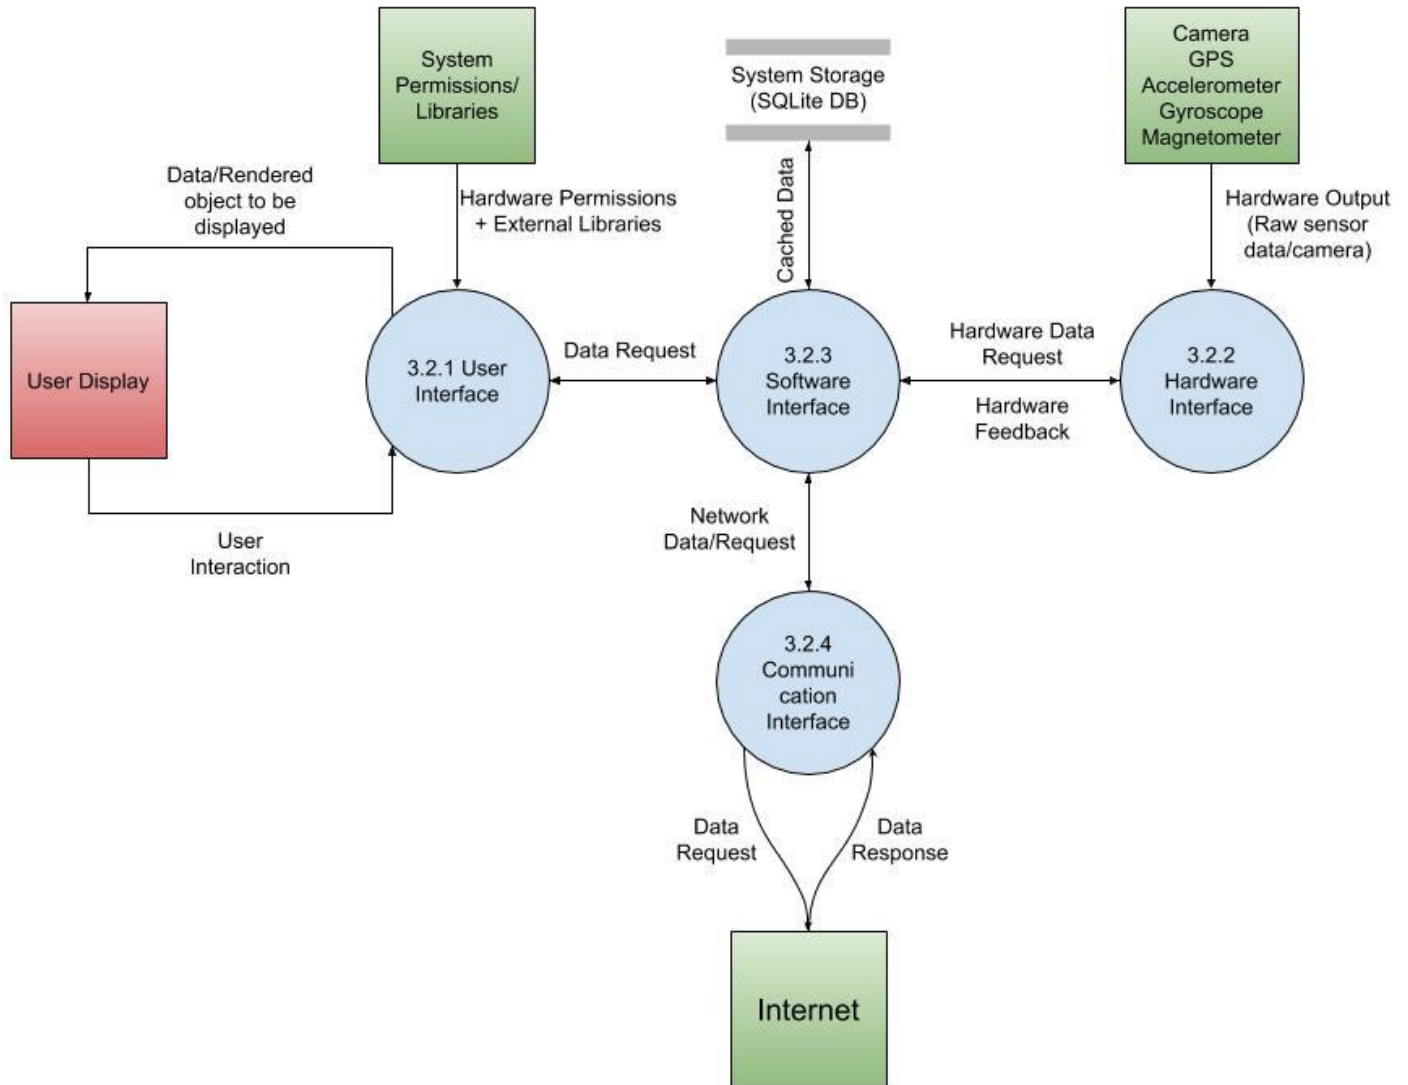 System
Permissions/
Libraries
System Storage
(SQLite DB)
Camera
GPS
Accelerometer
Gyroscope
Magnetometer
Data/Rendered
object to be
displayed
Hardware Permissions
+ External Libraries
Cached Data
Hardware Output
(Raw sensor
data/camera)
User Display
3.2.1 User
Interface
Data Request
3.2.3
Software
Interface
Hardware Data
Request
Hardware
Feedback
3.2.2
Hardware
Interface
User
Interaction
Network
Data/Request
3.2.4
Communi
cation
Interface
Data
Request
Data
Response
Internet